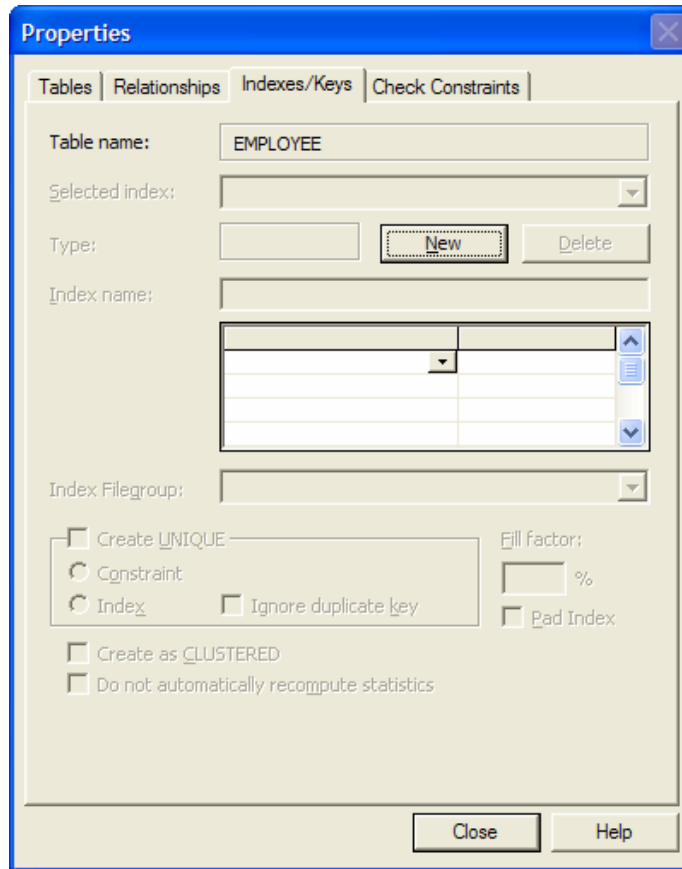 Properties
Tables Relationships Indexes/Keys Check Constraints
Table name: EMPLOYEE
Selected index:
Type: New Delete
Index name:
Index Filegroup:
Create UNIQUE Fill factor:
Constraint %
Index Ignore duplicate key Pad Index
Create as CLUSTERED
Do not automatically recompute statistics
Close Help